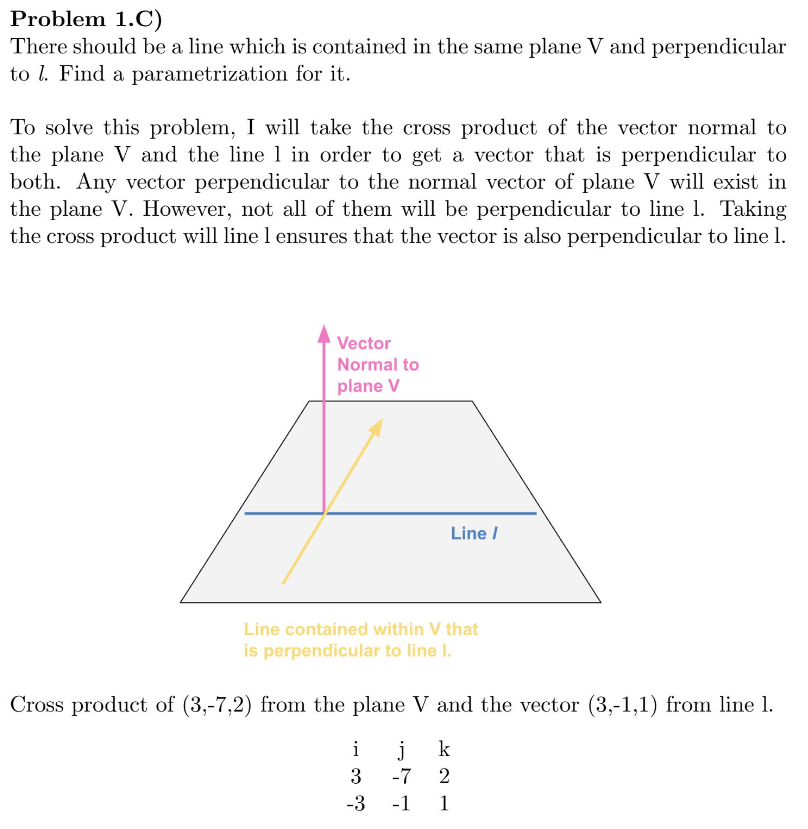 Problem 1.C)
There should be a line which is contained in the same plane V and perpendicular
to l. Find a parametrization for it.
To solve this problem, I will take the cross product of the vector normal to
the plane V and the line l in order to get a vector that is perpendicular to
both. Any vector perpendicular to the normal vector of plane V will exist in
the plane V. However, not all of them will be perpendicular to line l. Taking
the cross product will line l ensures that the vector is also perpendicular to line l.
Vector
Normal to
plane V
Line l
Line contained within V that
is perpendicular to line l.
Cross product of (3,-7,2) from the plane V and the vector (3,-1,1) from line l.
i j k
3 -7 2
-3 -1 1